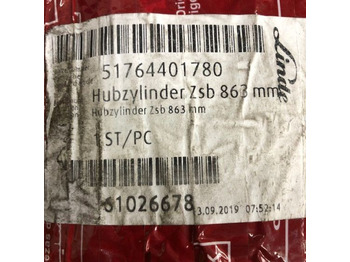 Linde
51764401780
Hubzylinder Zsb 863 mm
Hubzylinder Zsb 863 mm
1 ST/PC
61026678
3.09.2019 07:52:14